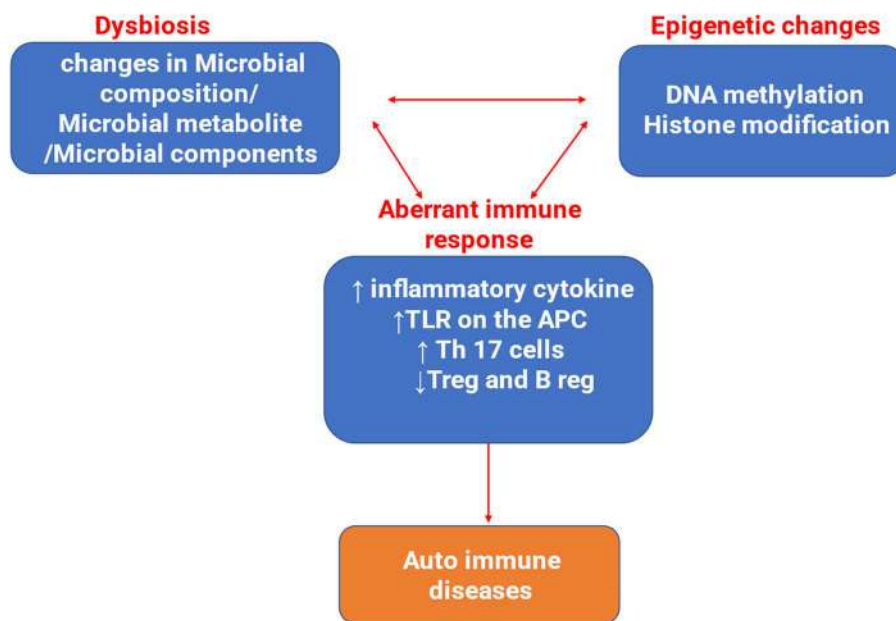 Dysbiosis
changes in Microbial
composition/
Microbial metabolite
/Microbial components
Epigenetic changes
DNA methylation
Histone modification
Aberrant immune
response
↑ inflammatory cytokine
↑TLR on the APC
↑ Th 17 cells
↓Treg and B reg
Auto immune
diseases